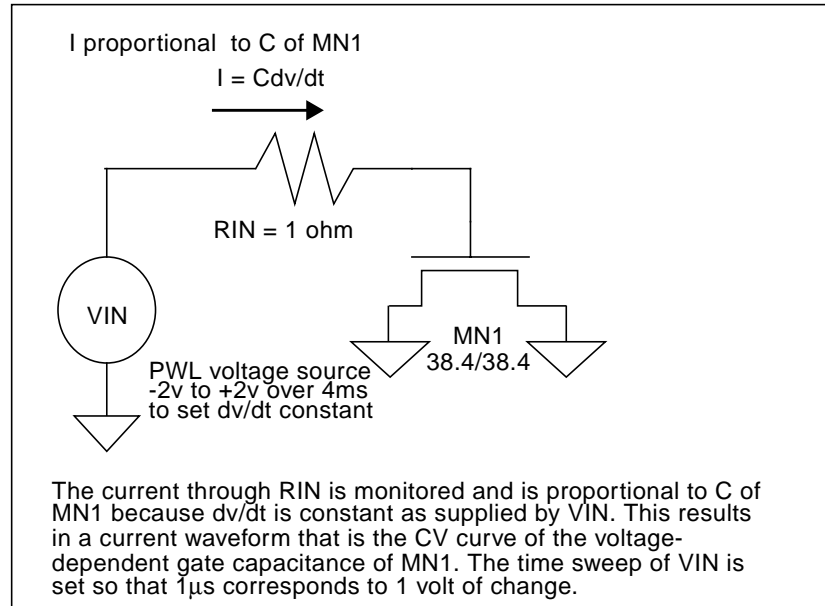 I proportional to C of MN1
I = Cdv/dt
RIN = 1 ohm
VIN
MN1
38.4/38.4
PWL voltage source
-2v to +2v over 4ms
to set dv/dt constant
The current through RIN is monitored and is proportional to C of
MN1 because dv/dt is constant as supplied by VIN. This results
in a current waveform that is the CV curve of the voltage-
dependent gate capacitance of MN1. The time sweep of VIN is
set so that 1μs corresponds to 1 volt of change.